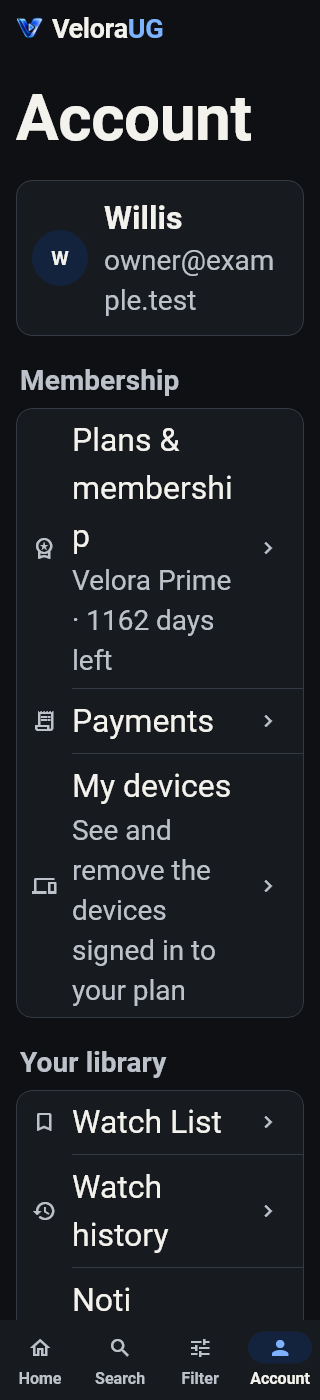 VeloraUG
Account
Willis
W
owner@exam
ple.test
Membership
Plans &
membershi
p
Velora Prime
· 1162 days
left
Payments
My devices
See and
remove the
devices
signed in to
your plan
Your library
Watch List
Watch
history
Noti
Home
Search
Filter
Account